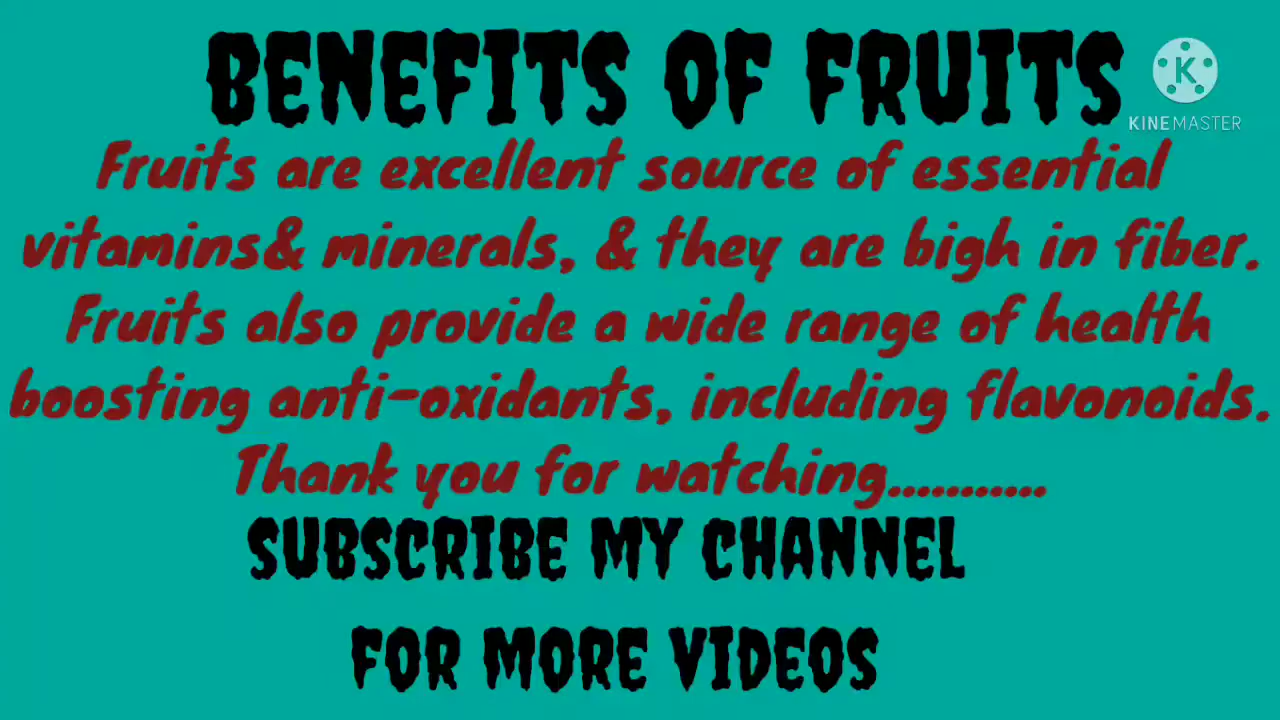 BENEFITS OF FRUITS
KINEMASTER
Fruits are excellent source of essential
vitamins& minerals, & they are bigh in fiber.
Fruits also provide a wide range of health
boosting anti-oxidants, including flavonoids.
Thank you for watching...........
SUBSCRIBE MY CHANNEL
FOR MORE VIDEOS